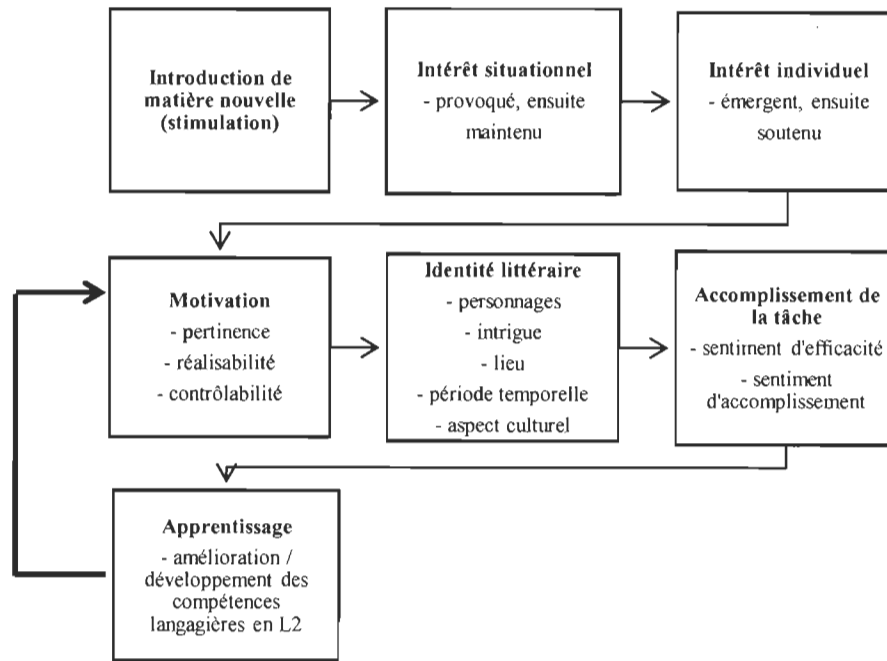 Introduction de
matière nouvelle
(stimulation)
Intérêt situationnel
- provoqué, ensuite
maintenu
Intérêt individuel
- émergent, ensuite
soutenu
Motivation
- pertinence
- réalisabilité
- contrôlabilité
Identité littéraire
- personnages
- intrigue
- lieu
- période temporelle
- aspect culturel
Accomplissement de
la tâche
- sentiment d'efficacité
- sentiment
d'accomplissement
Apprentissage
- amélioration /
développement des
compétences
langagières en L2